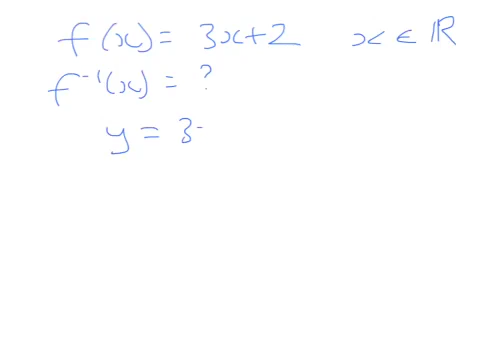 f(x) = 3x+2 x ∈ ℝ
f⁻¹(x) = ?
y = 3-